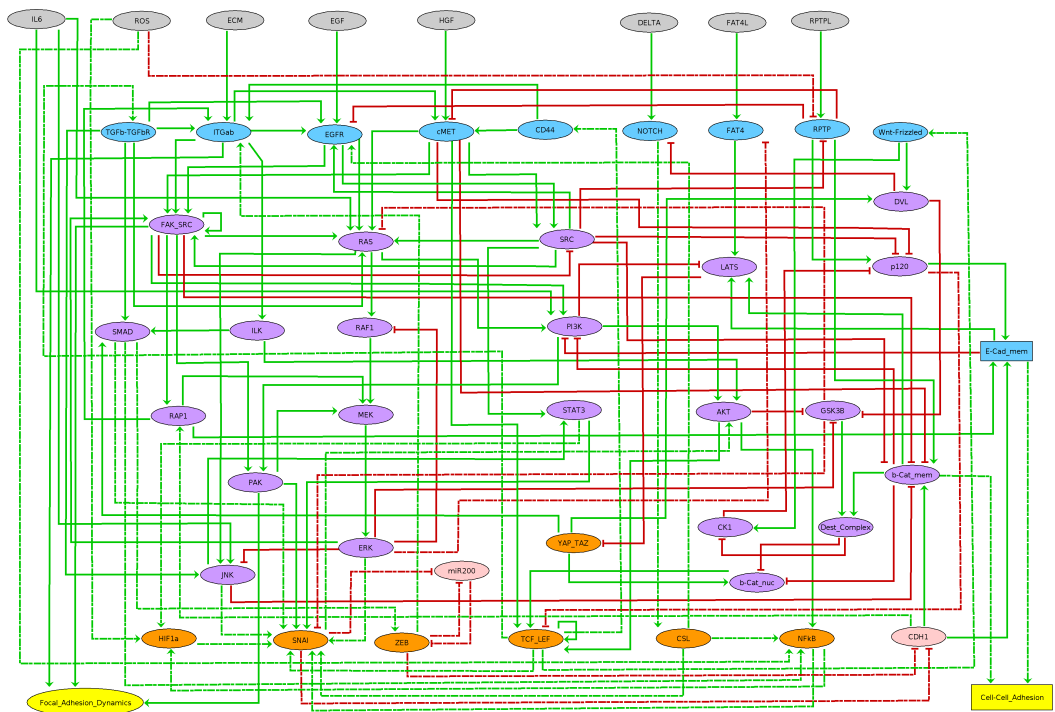 IL6
ROS
ECM
EGF
HGF
DELTA
FAT4L
RPTPL
TGFb-TGFbR
ITGab
EGFR
cMET
CD44
NOTCH
FAT4
RPTP
Wnt-Frizzled
DVL
FAK_SRC
RAS
SRC
LATS
p120
SMAD
ILK
RAF1
PI3K
E-Cad_mem
RAP1
MEK
STAT3
AKT
GSK3B
b-Cat_mem
PAK
CK1
Dest_Complex
ERK
YAP_TAZ
JNK
miR200
b-Cat_nuc
HIF1a
SNAI
ZEB
TCF_LEF
CSL
NFkB
CDH1
Focal_Adhesion_Dynamics
Cell-Cell_Adhesion